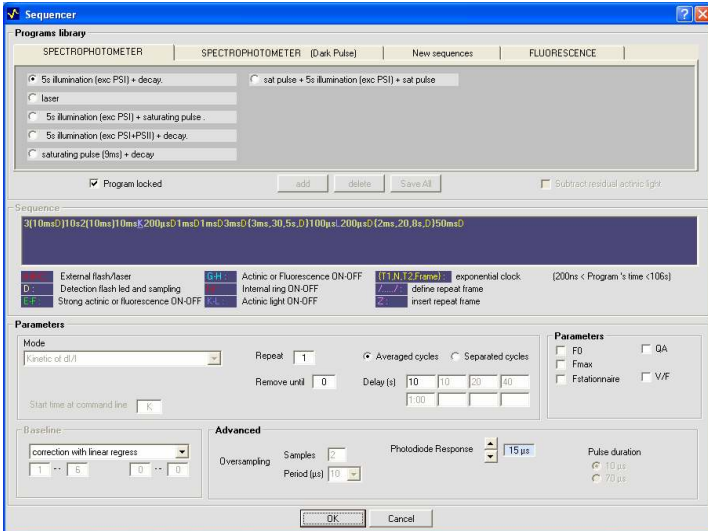 Sequencer
Programs library
SPECTROPHOTOMETER SPECTROPHOTOMETER (Dark Pulse) New sequences FLUORESCENCE
5s illumination (exc PSI) + decay. sat pulse + 5s illumination (exc PSI) + sat pulse
laser
5s illumination (exc PSI) + saturating pulse .
5s illumination (exc PSI+PSII) + decay.
saturating pulse (9ms) + decay
Program locked add delete Save All Subtract residual actinic light
Sequence
3(10msD)10s2(10ms)10msK200µsD1msD1msD3msD{3ms,30,5s,D}100µsL200µsD{2ms,20,8s,D}50msD
External flash/laser G-H : Actinic or Fluorescence ON-OFF {T1,N,T2,Frame} : exponential clock. (200ns < Program 's time <106s)
D : Detection flash led and sampling Internal ring ON-OFF /...../ : define repeat frame
E-F : Strong actinic or fluorescence ON-OFF K-L : Actinic light ON-OFF Z : insert repeat frame
Parameters
Mode
Kinetic of dI/I Repeat 1 Averaged cycles Separated cycles
Remove until 0 Delay (s) 10 10 20 40
1:00
Start time at command line K
Parameters
F0 QA
Fmax
Fstationnaire V/F
Baseline
correction with linear regress
1 -- 6 0 -- 0
Advanced
Oversampling Samples 2
Period (µs) 10
Photodiode Response 15 µs
Pulse duration
10 µs
70 µs
OK Cancel